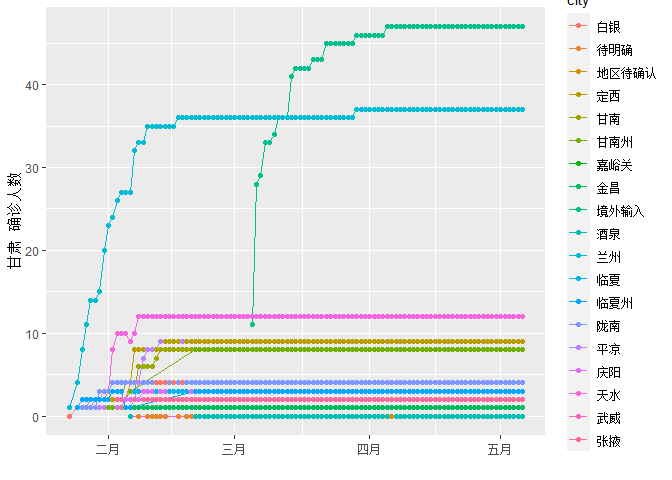 City
白银
待明确
地区待确认
定西
甘南
甘南州
嘉峪关
金昌
境外输入
酒泉
兰州
临夏
临夏州
陇南
平凉
庆阳
天水
武威
张掖
甘肃 确诊人数
40
30
20
10
0
二月
三月
四月
五月